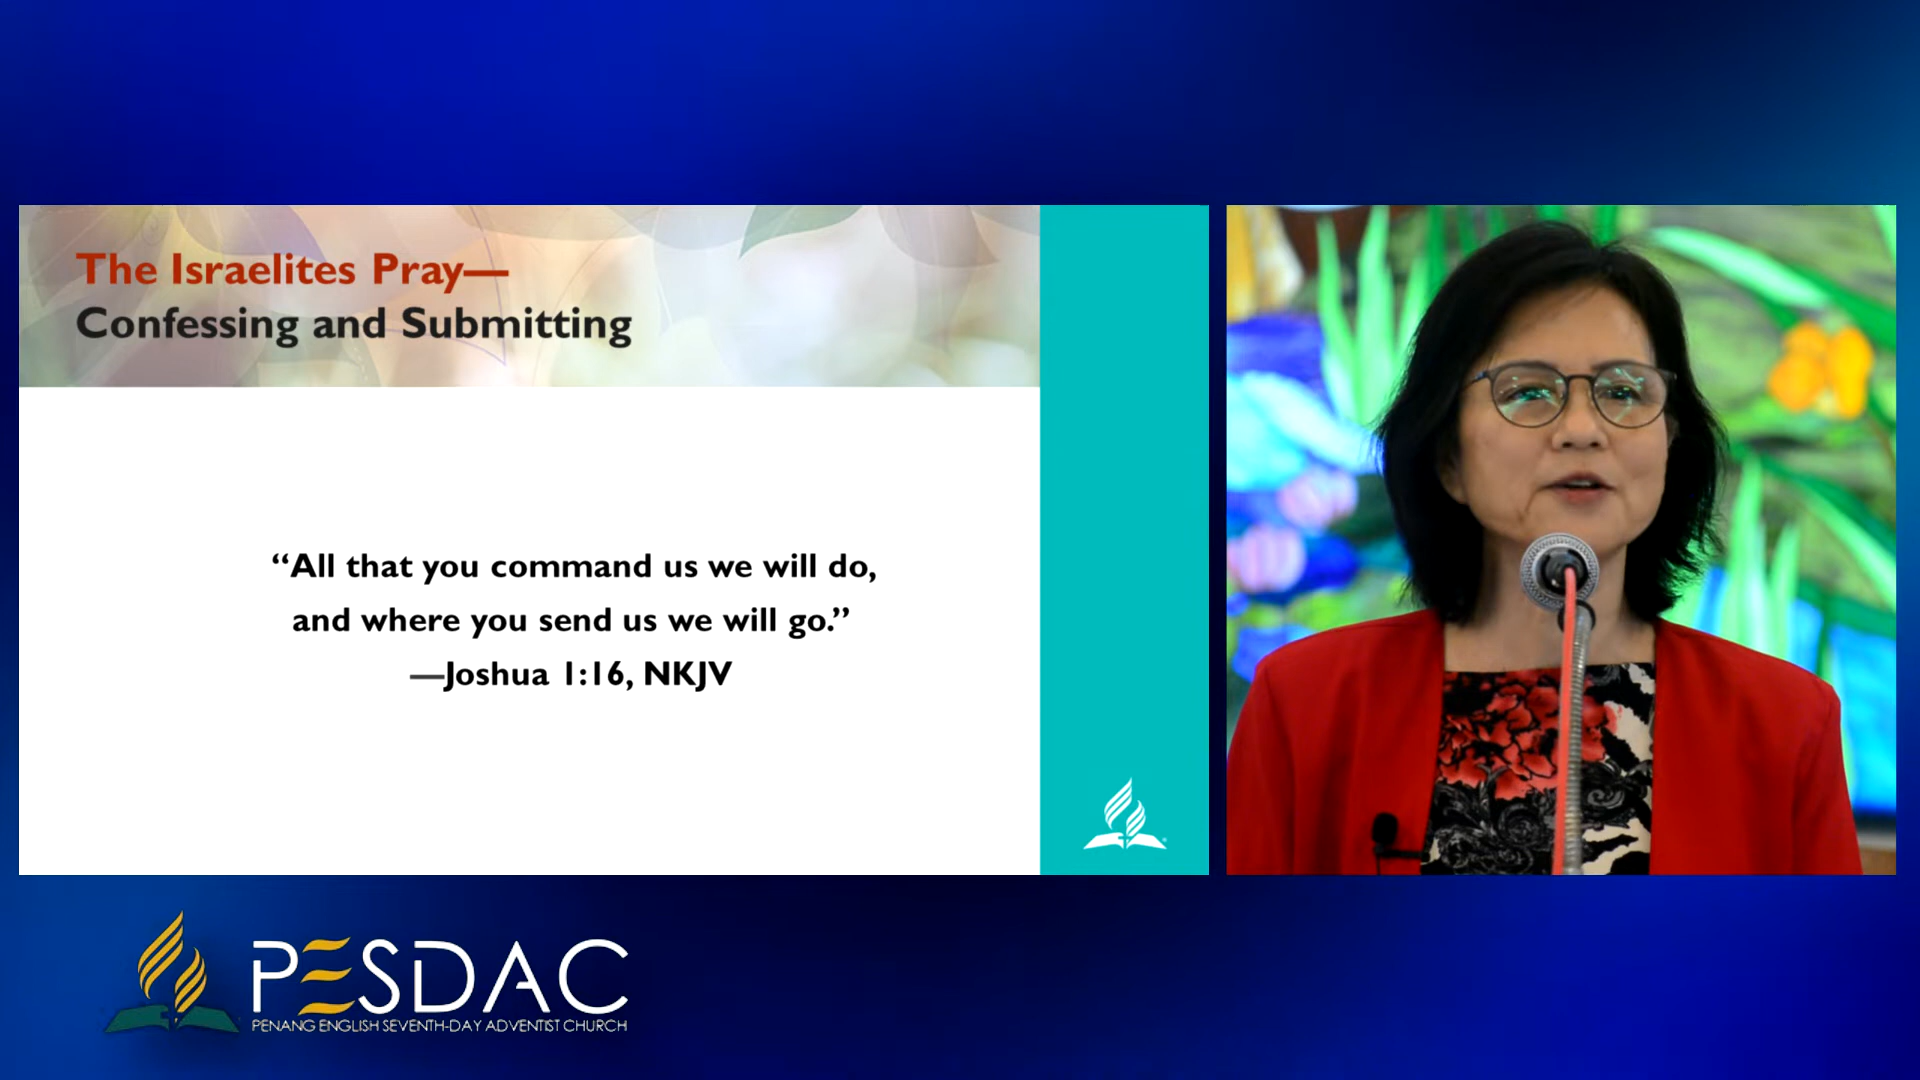 The Israelites Pray—
Confessing and Submitting
“All that you command us we will do,
and where you send us we will go.”
—Joshua 1:16, NKJV
PESDAC
PENANG ENGLISH SEVENTH-DAY ADVENTIST CHURCH